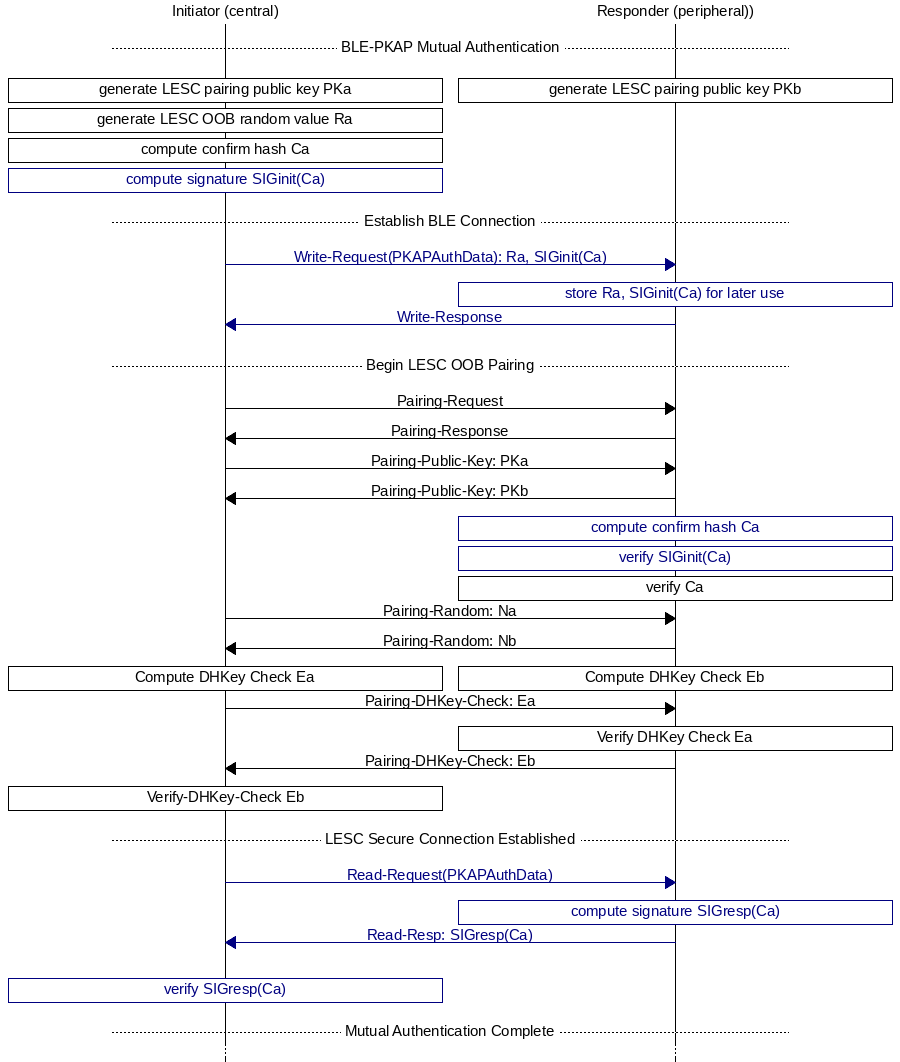 Initiator (central)
Responder (peripheral))
BLE-PKAP Mutual Authentication
generate LESC pairing public key PKa
generate LESC pairing public key PKb
generate LESC OOB random value Ra
compute confirm hash Ca
compute signature SIGinit(Ca)
Establish BLE Connection
Write-Request(PKAPAuthData): Ra, SIGinit(Ca)
store Ra, SIGinit(Ca) for later use
Write-Response
Begin LESC OOB Pairing
Pairing-Request
Pairing-Response
Pairing-Public-Key: PKa
Pairing-Public-Key: PKb
compute confirm hash Ca
verify SIGinit(Ca)
verify Ca
Pairing-Random: Na
Pairing-Random: Nb
Compute DHKey Check Ea
Compute DHKey Check Eb
Pairing-DHKey-Check: Ea
Verify DHKey Check Ea
Pairing-DHKey-Check: Eb
Verify-DHKey-Check Eb
LESC Secure Connection Established
Read-Request(PKAPAuthData)
compute signature SIGresp(Ca)
Read-Resp: SIGresp(Ca)
verify SIGresp(Ca)
Mutual Authentication Complete